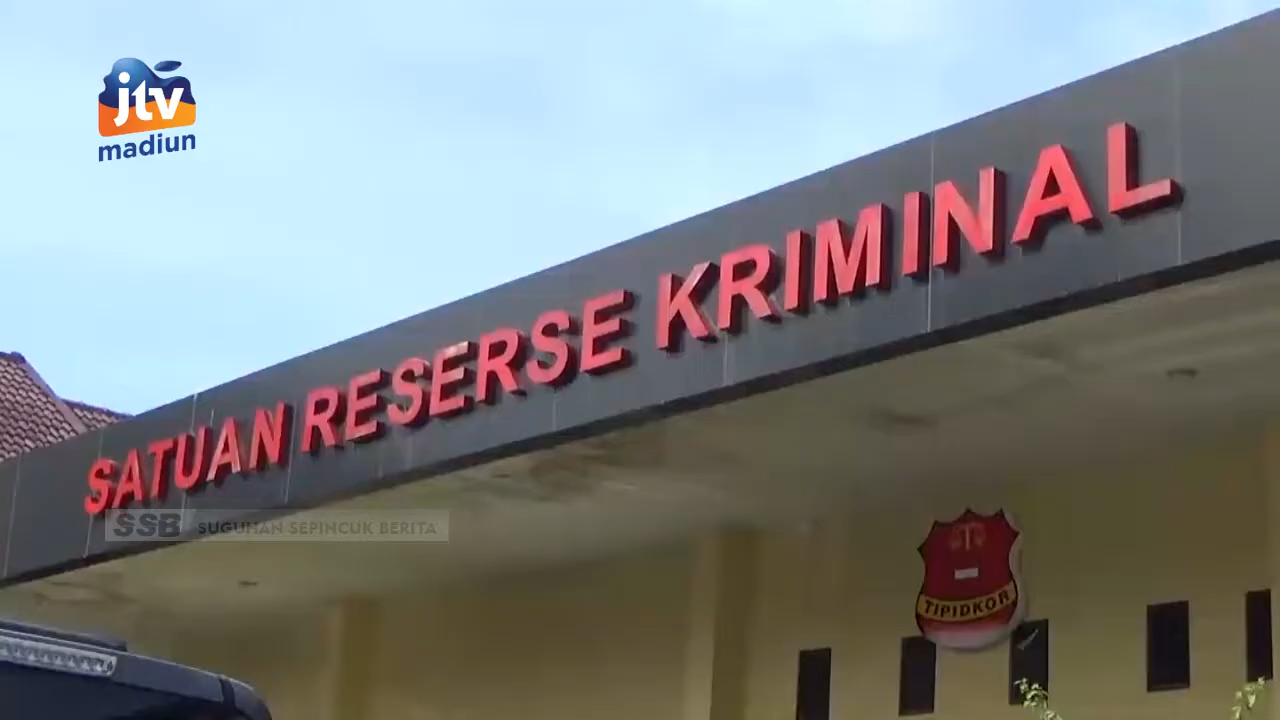 jtv
madiun
SATUAN RESERSE KRIMINAL
SSB SUGUHAN SEPINCUK BERITA
TIPIDKOR